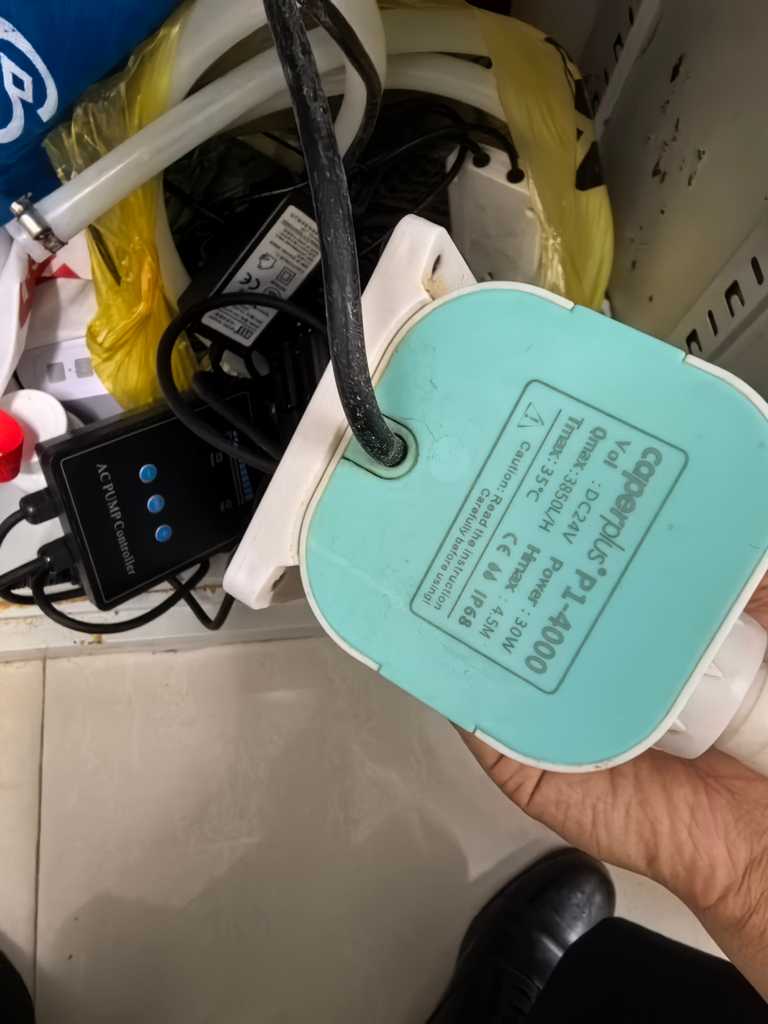 caperplus® P1-4000
Vol : DC24V Power : 30W
Qmax:3850L/H Hmax : 4.5M
Tmax: 35°C CE IP68
Caution: Read the instruction
carefully before using!
AC PUMP Controller
CE